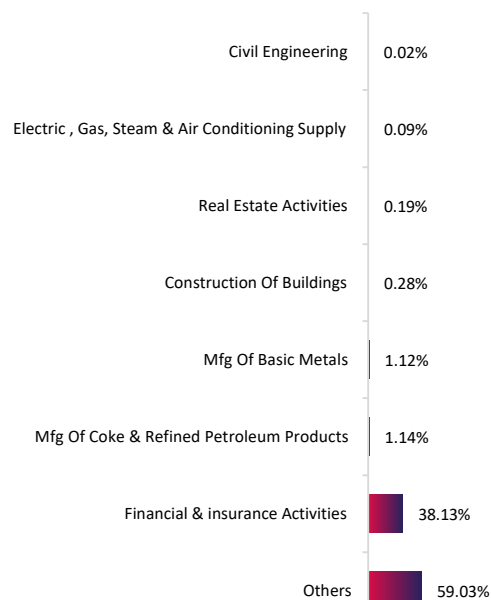 Civil Engineering 0.02%
Electric , Gas, Steam & Air Conditioning Supply 0.09%
Real Estate Activities 0.19%
Construction Of Buildings 0.28%
Mfg Of Basic Metals 1.12%
Mfg Of Coke & Refined Petroleum Products 1.14%
Financial & insurance Activities 38.13%
Others 59.03%